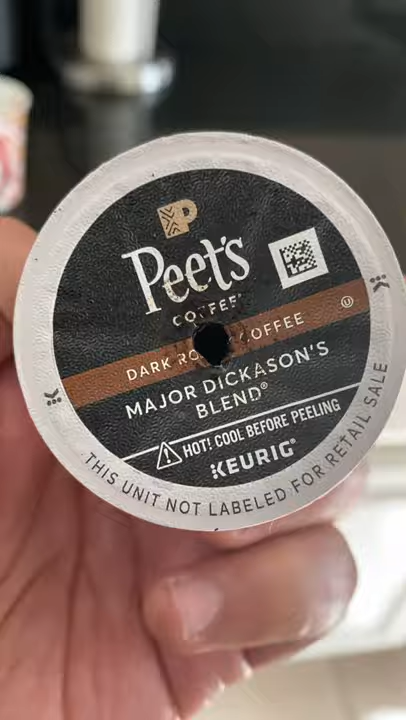 Peet's
COFFEE®
DARK COFFEE
MAJOR DICKASON'S
BLEND®
HOT! COOL BEFORE PEELING
KEURIG®
THIS UNIT NOT LABELED FOR RETAIL SALE